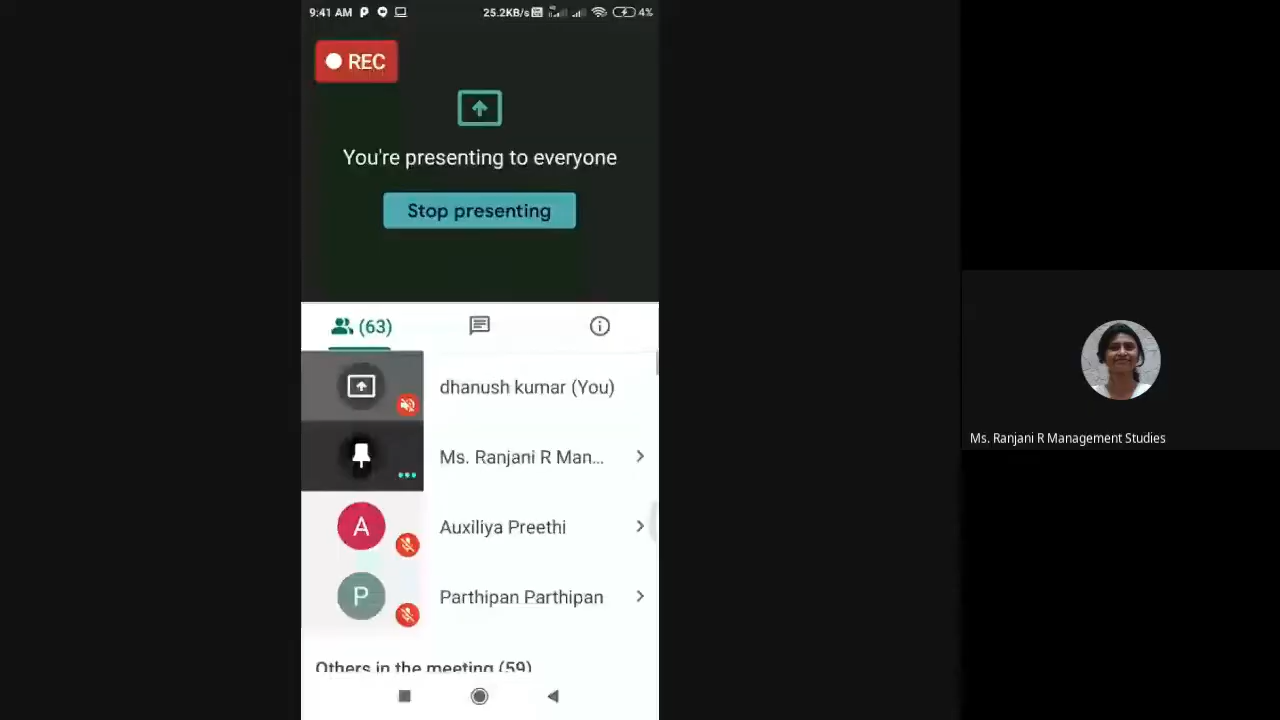 9:41 AM P 25.2KB/s 4G 4%
REC
You're presenting to everyone
Stop presenting
(63)
dhanush kumar (You)
Ms. Ranjani R Man...
A Auxiliya Preethi
P Parthipan Parthipan
Others in the meeting (59)
Ms. Ranjani R Management Studies